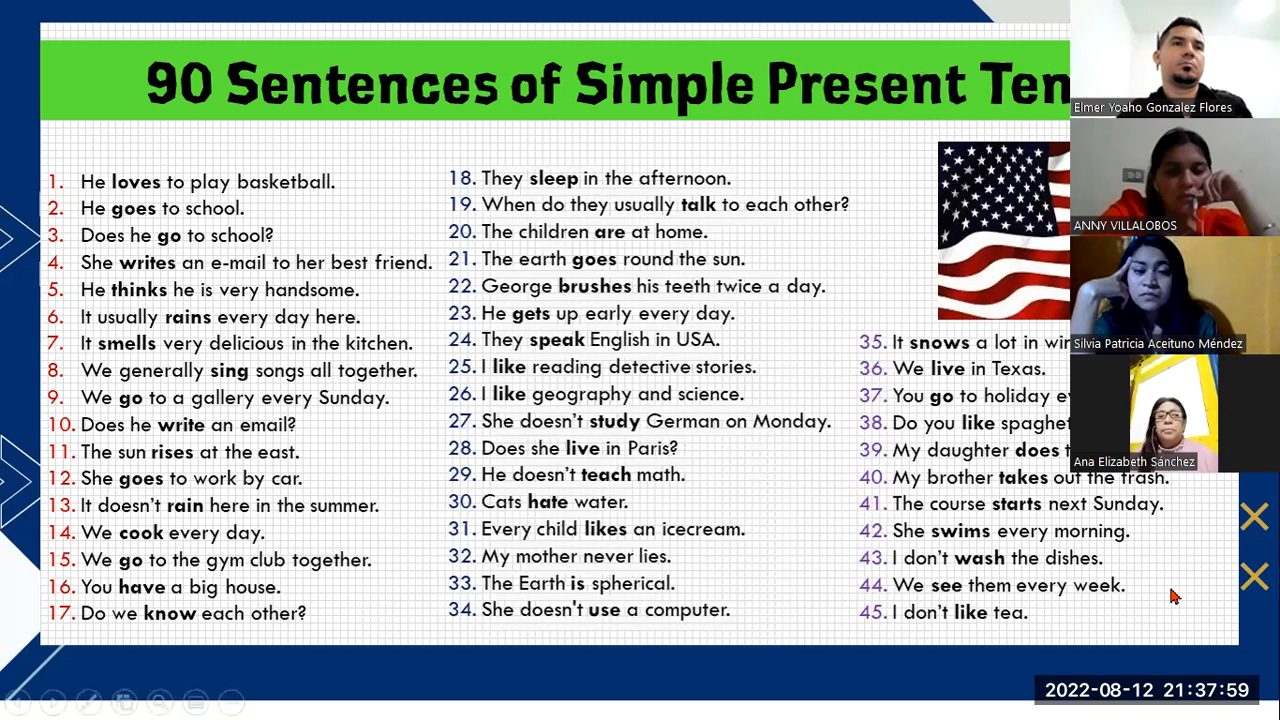 90 Sentences of Simple Present Ten
1. He loves to play basketball.
2. He goes to school.
3. Does he go to school?
4. She writes an e-mail to her best friend.
5. He thinks he is very handsome.
6. It usually rains every day here.
7. It smells very delicious in the kitchen.
8. We generally sing songs all together.
9. We go to a gallery every Sunday.
10. Does he write an email?
11. The sun rises at the east.
12. She goes to work by car.
13. It doesn't rain here in the summer.
14. We cook every day.
15. We go to the gym club together.
16. You have a big house.
17. Do we know each other?
18. They sleep in the afternoon.
19. When do they usually talk to each other?
20. The children are at home.
21. The earth goes round the sun.
22. George brushes his teeth twice a day.
23. He gets up early every day.
24. They speak English in USA.
25. I like reading detective stories.
26. I like geography and science.
27. She doesn't study German on Monday.
28. Does she live in Paris?
29. He doesn't teach math.
30. Cats hate water.
31. Every child likes an icecream.
32. My mother never lies.
33. The Earth is spherical.
34. She doesn't use a computer.
35. It snows a lot in win
36. We live in Texas.
37. You go to holiday ev
38. Do you like spaghet
39. My daughter does t
40. My brother takes out the trash.
41. The course starts next Sunday.
42. She swims every morning.
43. I don't wash the dishes.
44. We see them every week.
45. I don't like tea.
Elmer Yoaho Gonzalez Flores
ANNY VILLALOBOS
Silvia Patricia Aceituno Méndez
Ana Elizabeth Sánchez
2022-08-12 21:37:59